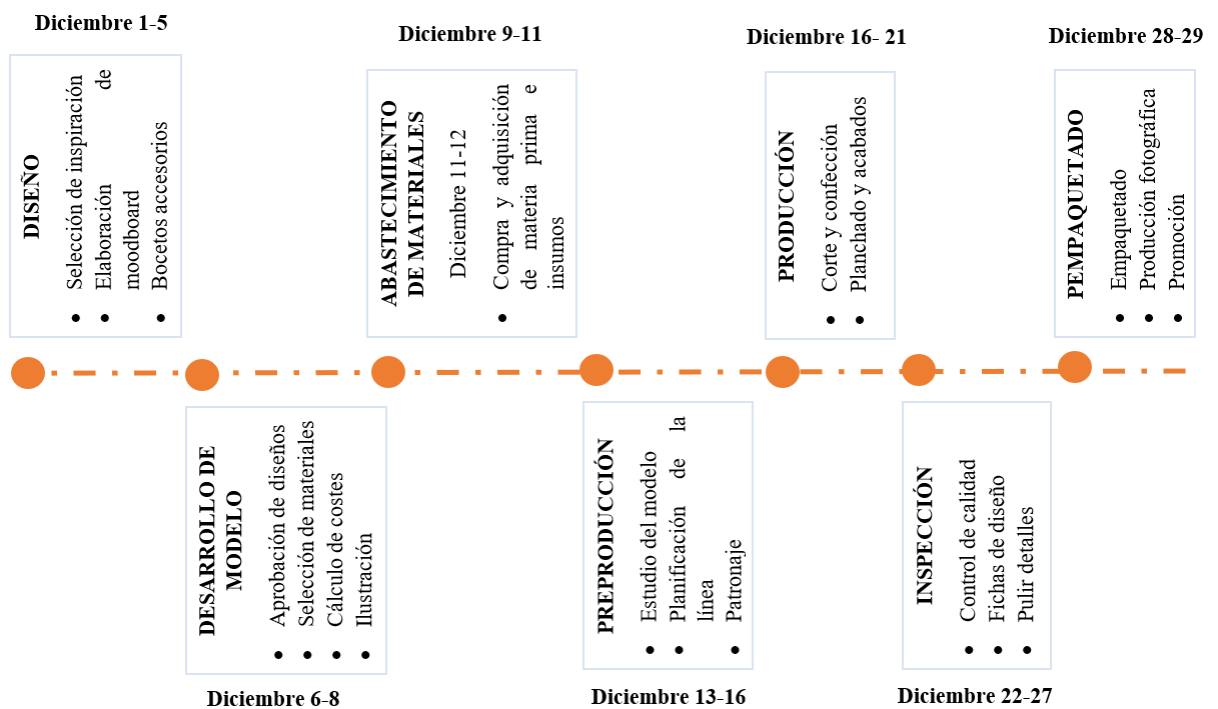 Diciembre 1-5
DISEÑO
• Selección de inspiración
• Elaboración de
moodboard
• Bocetos accesorios
Diciembre 6-8
DESARROLLO DE
MODELO
• Aprobación de diseños
• Selección de materiales
• Cálculo de costes
• Ilustración
Diciembre 9-11
ABASTECIMIENTO
DE MATERIALES
Diciembre 11-12
• Compra y adquisición
de materia prima e
insumos
Diciembre 13-16
PREPRODUCCIÓN
• Estudio del modelo
• Planificación de la
línea
• Patronaje
Diciembre 16- 21
PRODUCCIÓN
• Corte y confección
• Planchado y acabados
Diciembre 22-27
INSPECCIÓN
• Control de calidad
• Fichas de diseño
• Pulir detalles
Diciembre 28-29
PEMPAQUETADO
• Empaquetado
• Producción fotográfica
• Promoción